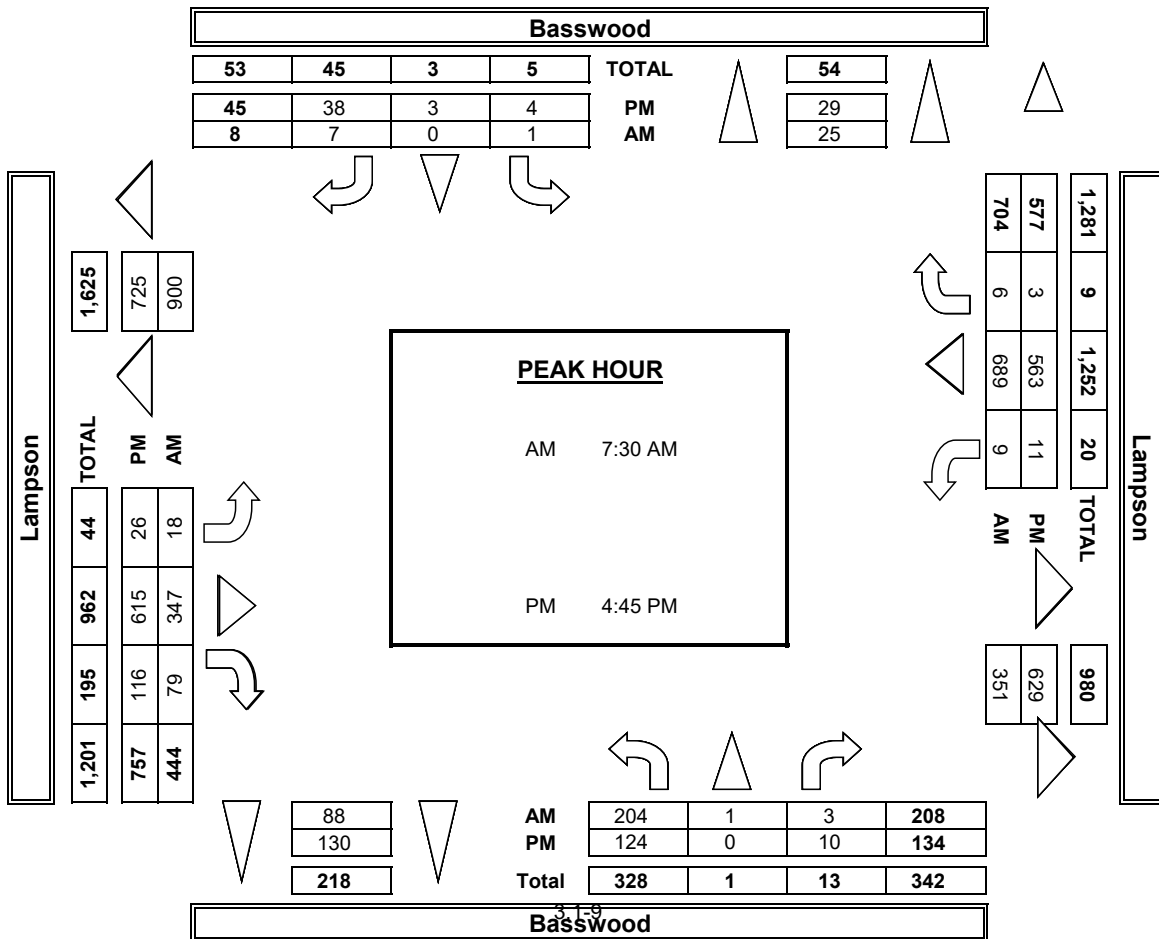 Basswood
53 45 3 5 TOTAL 54
45 38 3 4 PM 29
8 7 0 1 AM 25
Lampson
1,625 725 900
TOTAL PM AM
44 26 18
962 615 347
195 116 79
1,201 757 444
PEAK HOUR
AM 7:30 AM
PM 4:45 PM
704 577 1,281
6 3 9
689 563 1,252
9 11 20
AM PM TOTAL
351 629 980
Lampson
88 AM 204 1 3 208
130 PM 124 0 10 134
218 Total 328 1 13 342
3.1-9
Basswood